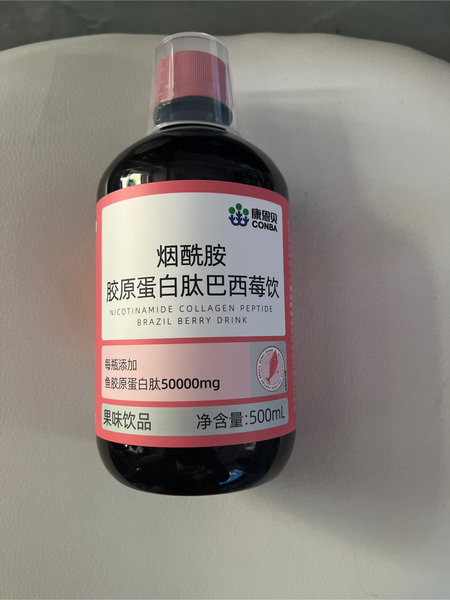 康恩贝
CONBA
烟酰胺
胶原蛋白肽巴西莓饮
NICOTINAMIDE COLLAGEN PEPTIDE
BRAZIL BERRY DRINK
每瓶添加
鱼胶原蛋白肽50000mg
果味饮品
净含量:500mL